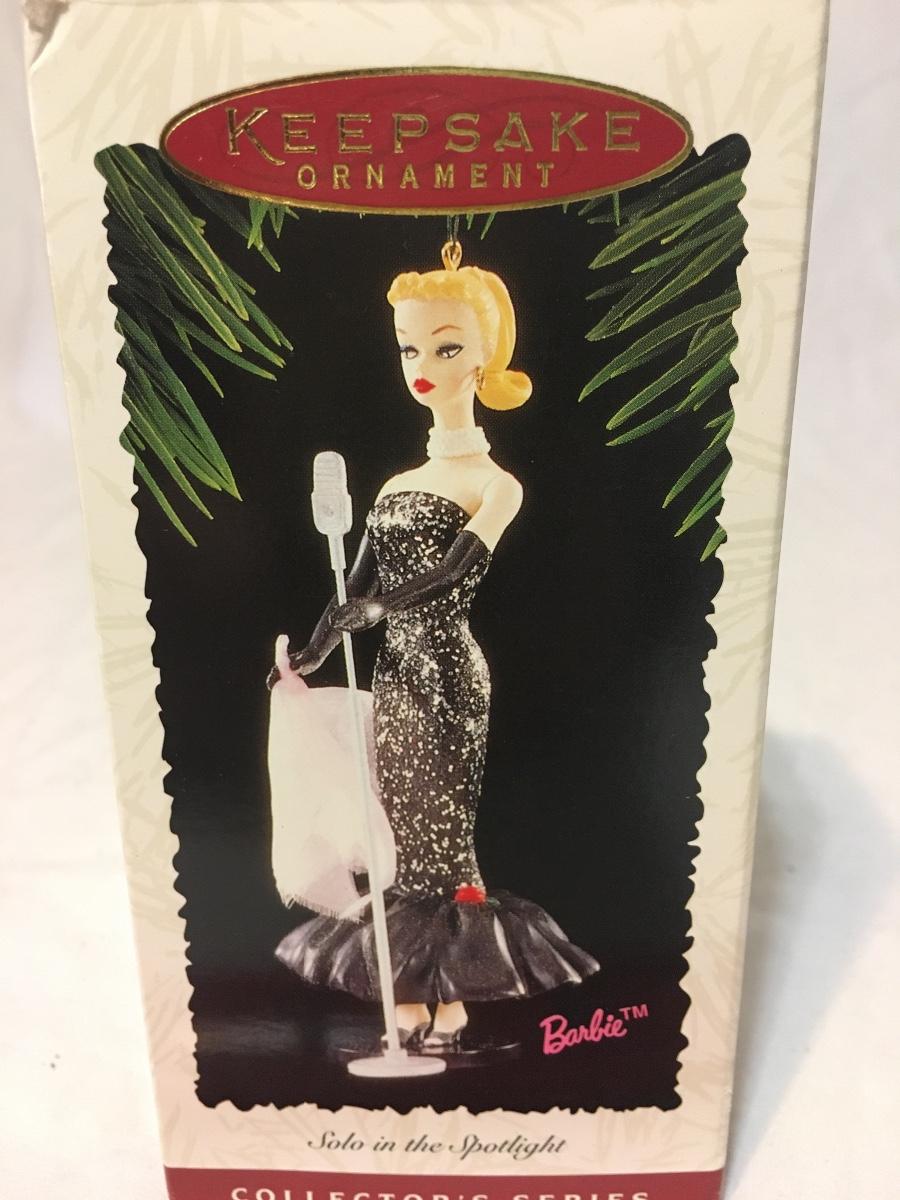 KEEPSAKE
ORNAMENT
Barbie™
Solo in the Spotlight
COLLECTOR'S SERIES